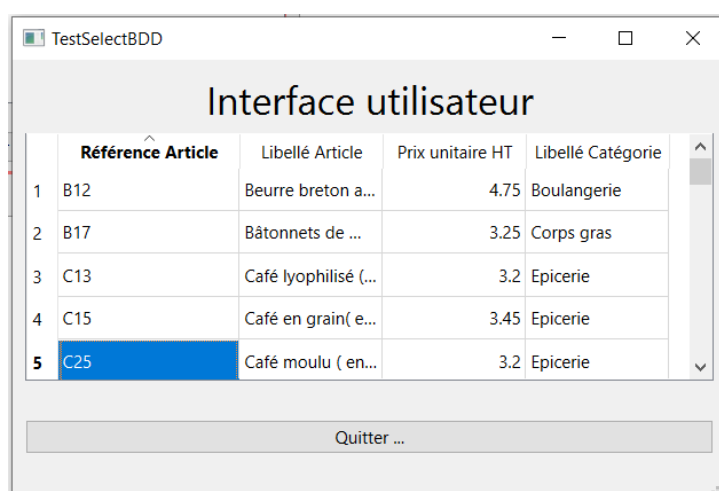 TestSelectBDD
Interface utilisateur
Référence Article Libellé Article Prix unitaire HT Libellé Catégorie
1 B12 Beurre breton a... 4.75 Boulangerie
2 B17 Bâtonnets de ... 3.25 Corps gras
3 C13 Café lyophilisé (... 3.2 Epicerie
4 C15 Café en grain( e... 3.45 Epicerie
5 C25 Café moulu ( en... 3.2 Epicerie
Quitter ...